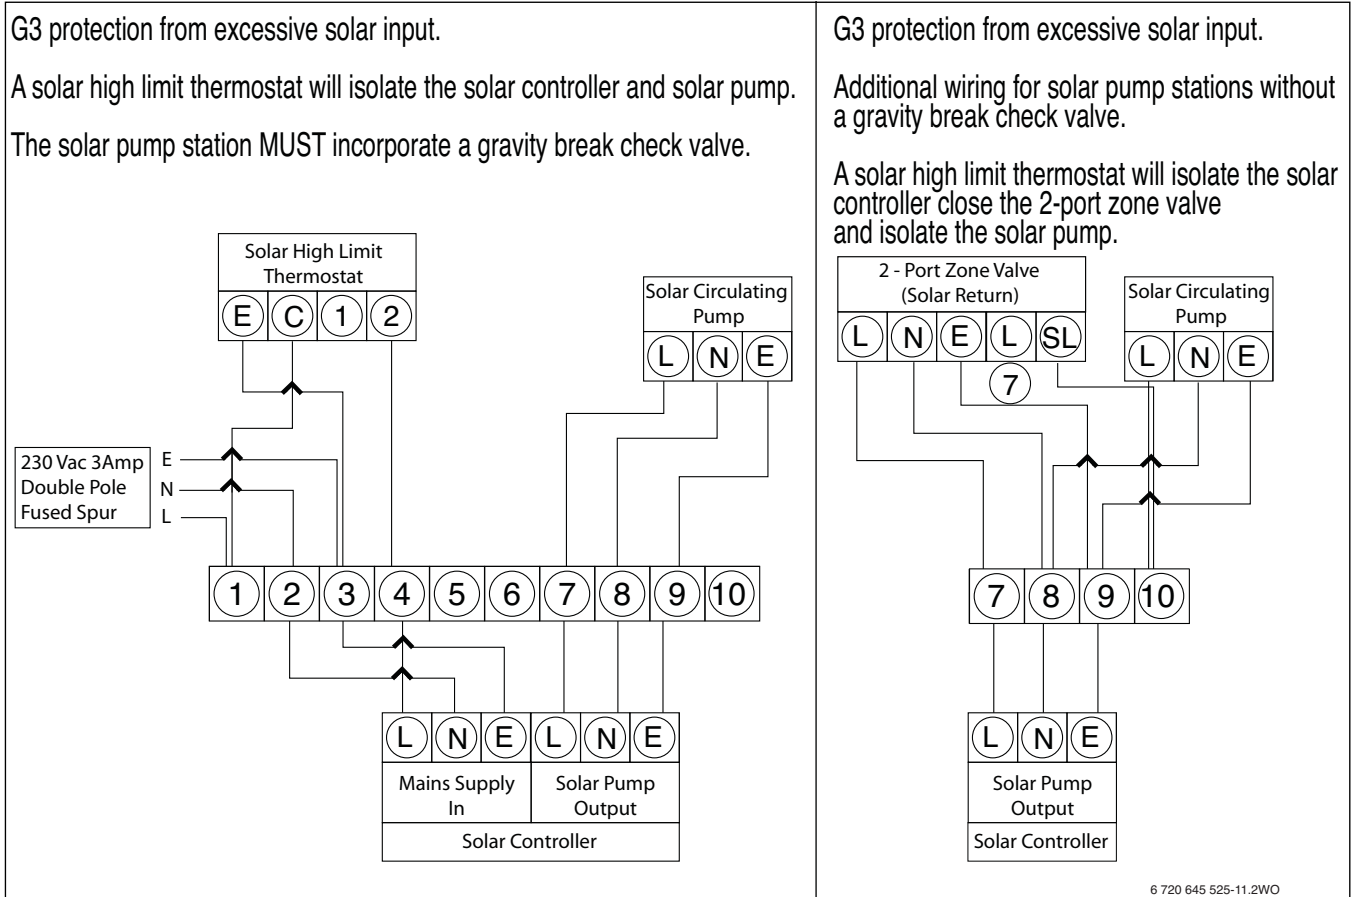 G3 protection from excessive solar input.
A solar high limit thermostat will isolate the solar controller and solar pump.
The solar pump station MUST incorporate a gravity break check valve.
Solar High Limit
Thermostat
E C 1 2
Solar Circulating
Pump
L N E
230 Vac 3Amp
Double Pole
Fused Spur
E
N
L
1 2 3 4 5 6 7 8 9 10
L N E L N E
Mains Supply
In
Solar Pump
Output
Solar Controller
G3 protection from excessive solar input.
Additional wiring for solar pump stations without
a gravity break check valve.
A solar high limit thermostat will isolate the solar
controller close the 2-port zone valve
and isolate the solar pump.
2 - Port Zone Valve
(Solar Return)
L N E L SL
7
Solar Circulating
Pump
L N E
7 8 9 10
L N E
Solar Pump
Output
Solar Controller
6 720 645 525-11.2WO